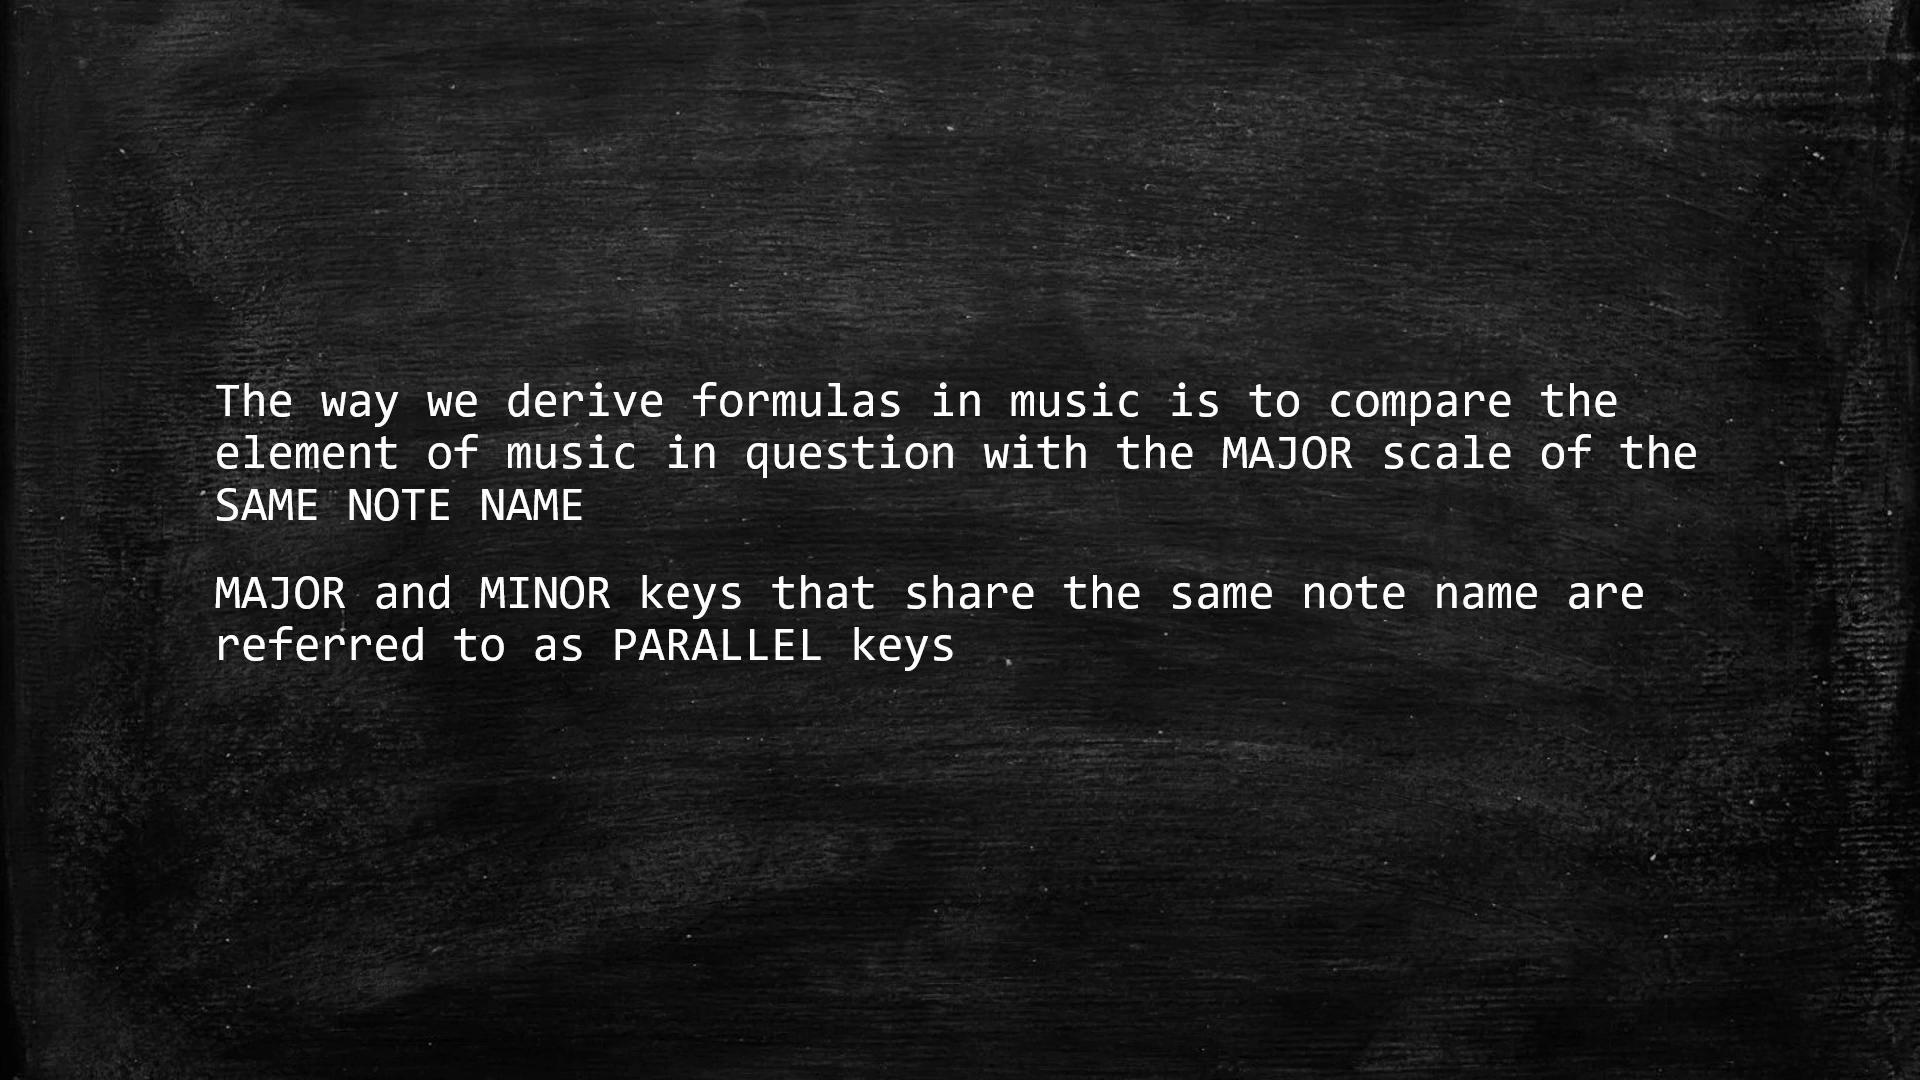 The way we derive formulas in music is to compare the
element of music in question with the MAJOR scale of the
SAME NOTE NAME
MAJOR and MINOR keys that share the same note name are
referred to as PARALLEL keys